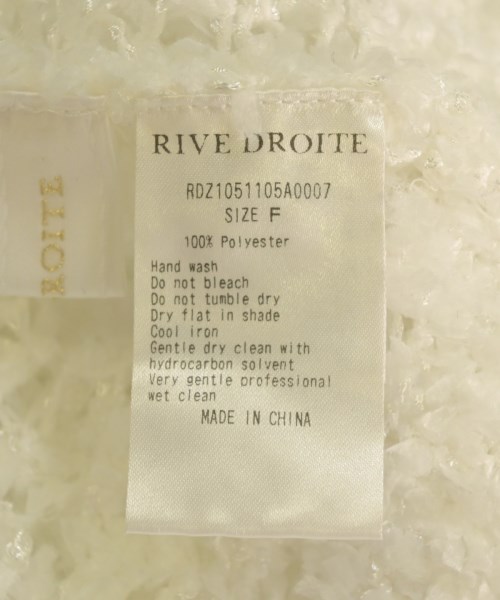 RIVE DROITE
RDZ1051105A0007
SIZE F
100% Polyester
Hand wash
Do not bleach
Do not tumble dry
Dry flat in shade
Cool iron
Gentle dry clean with
hydrocarbon solvent
Very gentle professional
wet clean
MADE IN CHINA
ROITE